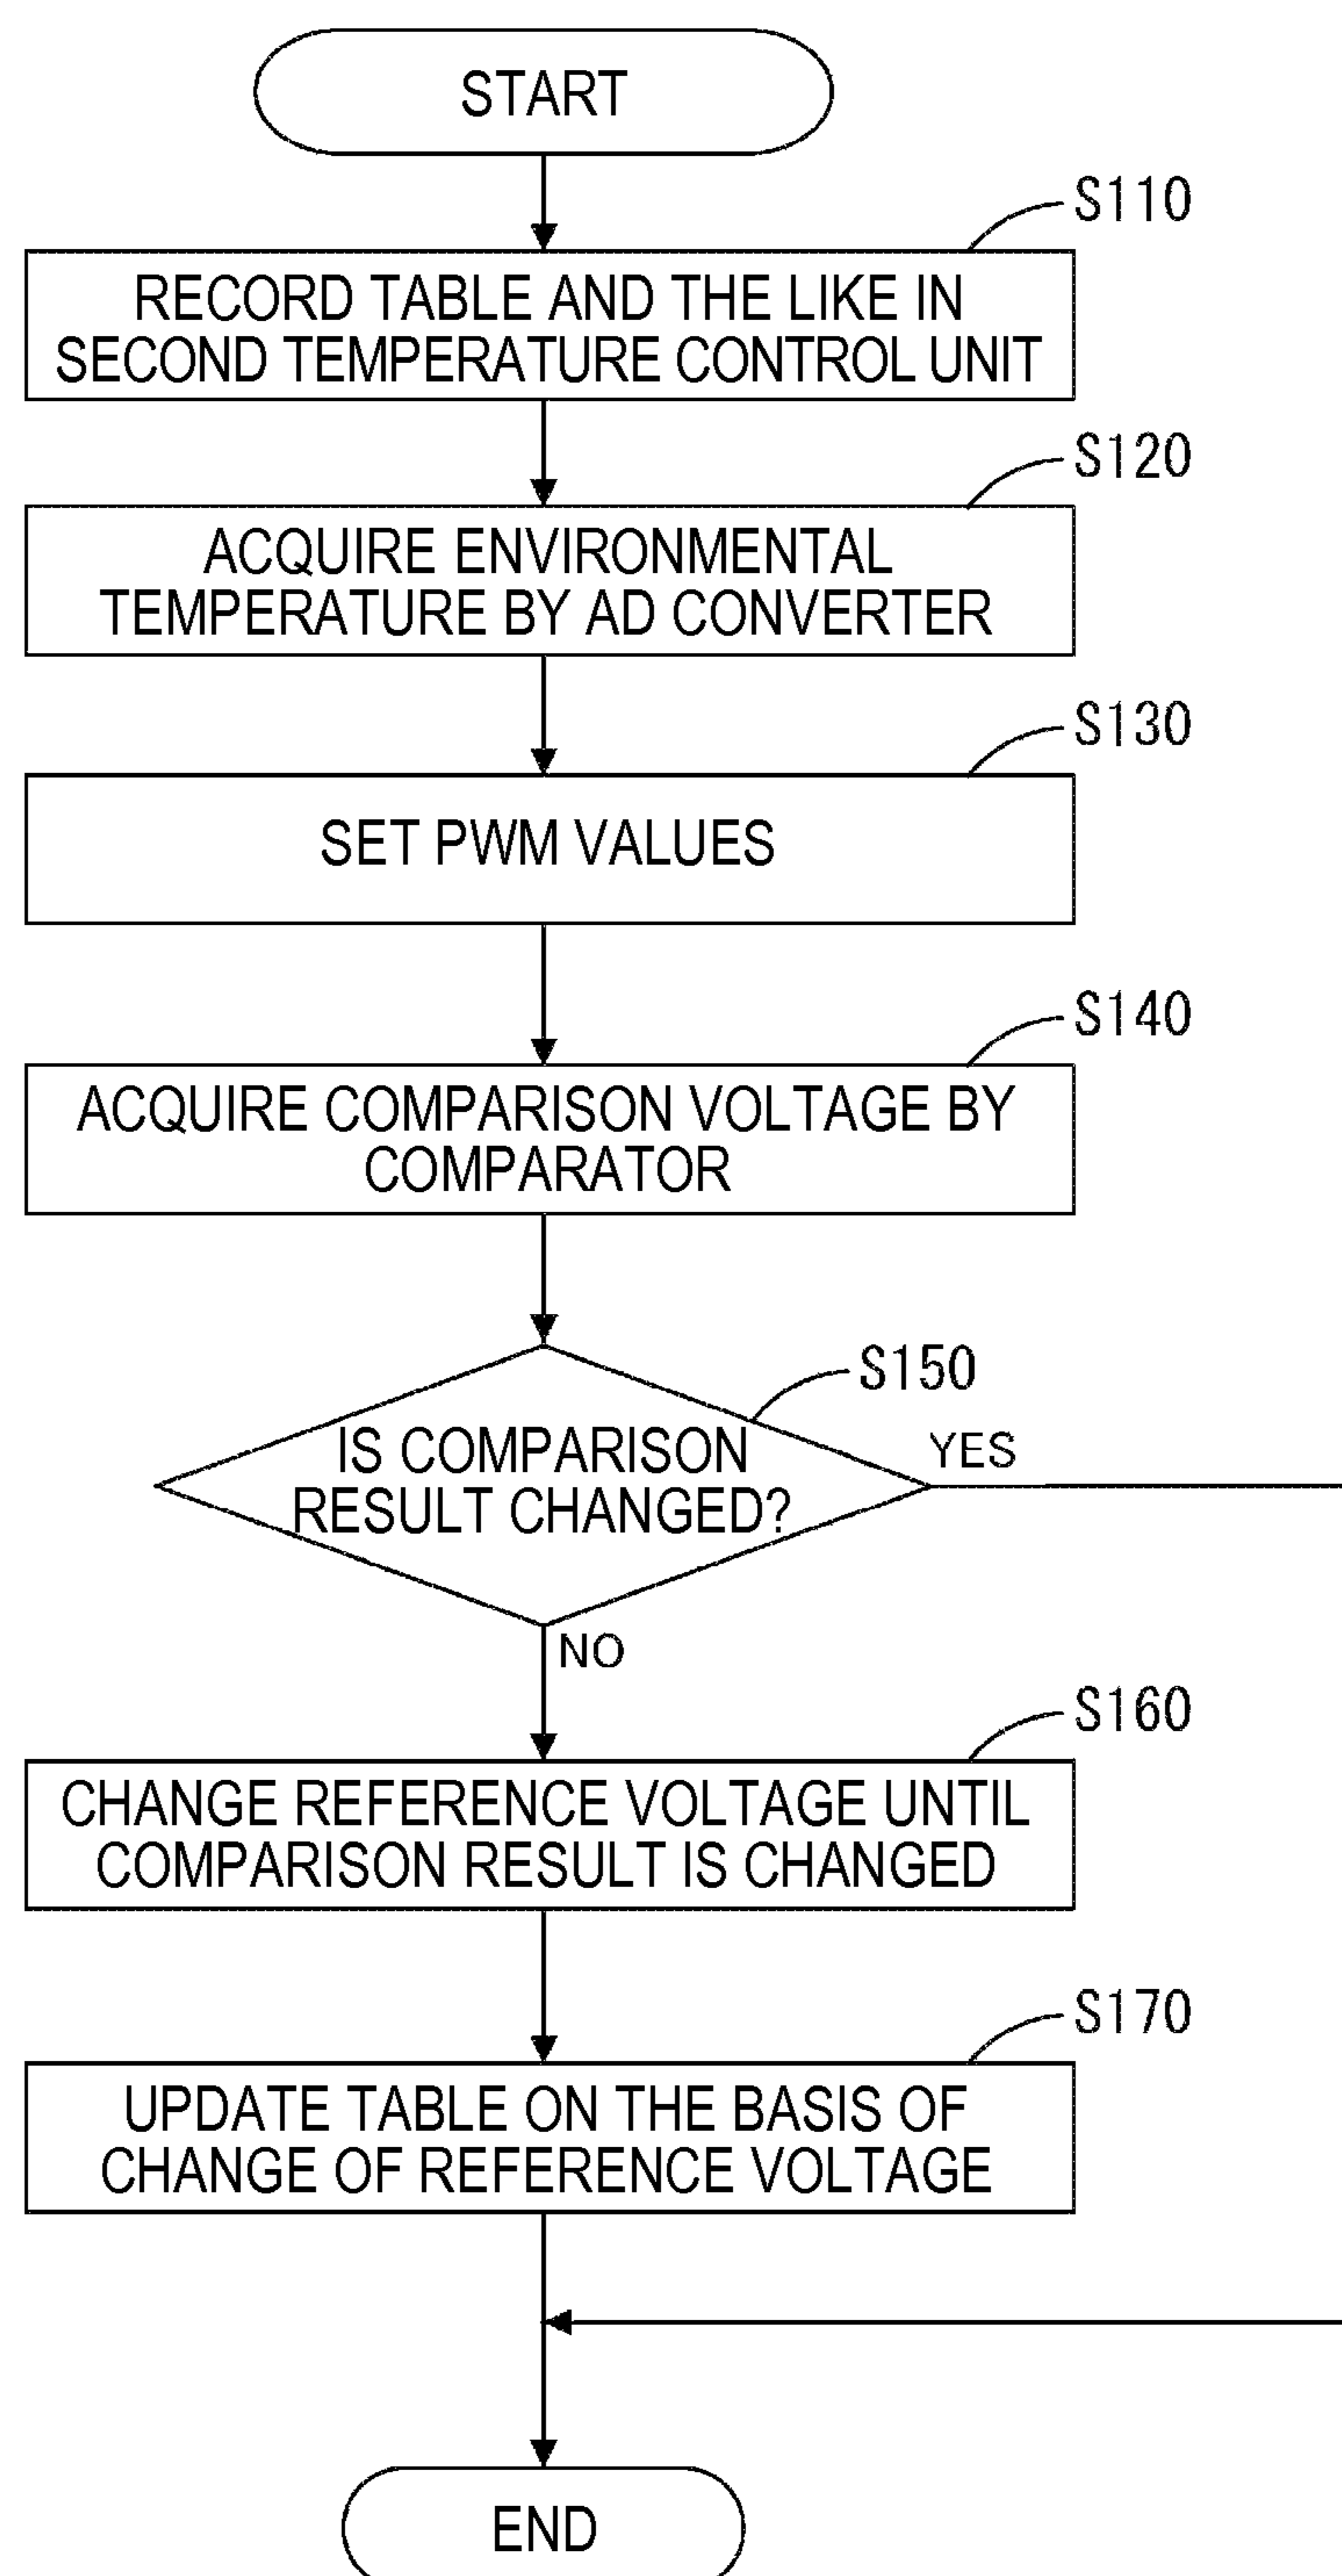 START
S110
RECORD TABLE AND THE LIKE IN
SECOND TEMPERATURE CONTROL UNIT
S120
ACQUIRE ENVIRONMENTAL
TEMPERATURE BY AD CONVERTER
S130
SET PWM VALUES
S140
ACQUIRE COMPARISON VOLTAGE BY
COMPARATOR
S150
IS COMPARISON
RESULT CHANGED?
YES
NO
S160
CHANGE REFERENCE VOLTAGE UNTIL
COMPARISON RESULT IS CHANGED
S170
UPDATE TABLE ON THE BASIS OF
CHANGE OF REFERENCE VOLTAGE
END